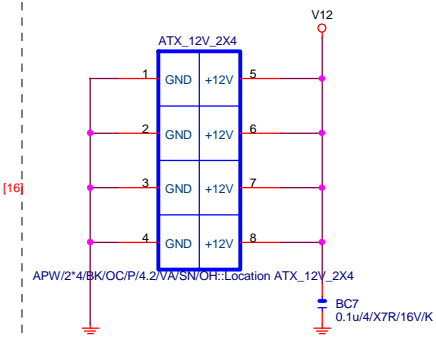 V12
ATX_12V_2X4
1 GND +12V 5
2 GND +12V 6
[16]
3 GND +12V 7
4 GND +12V 8
APW/2*4/BK/OC/P/4.2/VA/SN/OH::Location ATX_12V_2X4
BC7
0.1u/4/X7R/16V/K